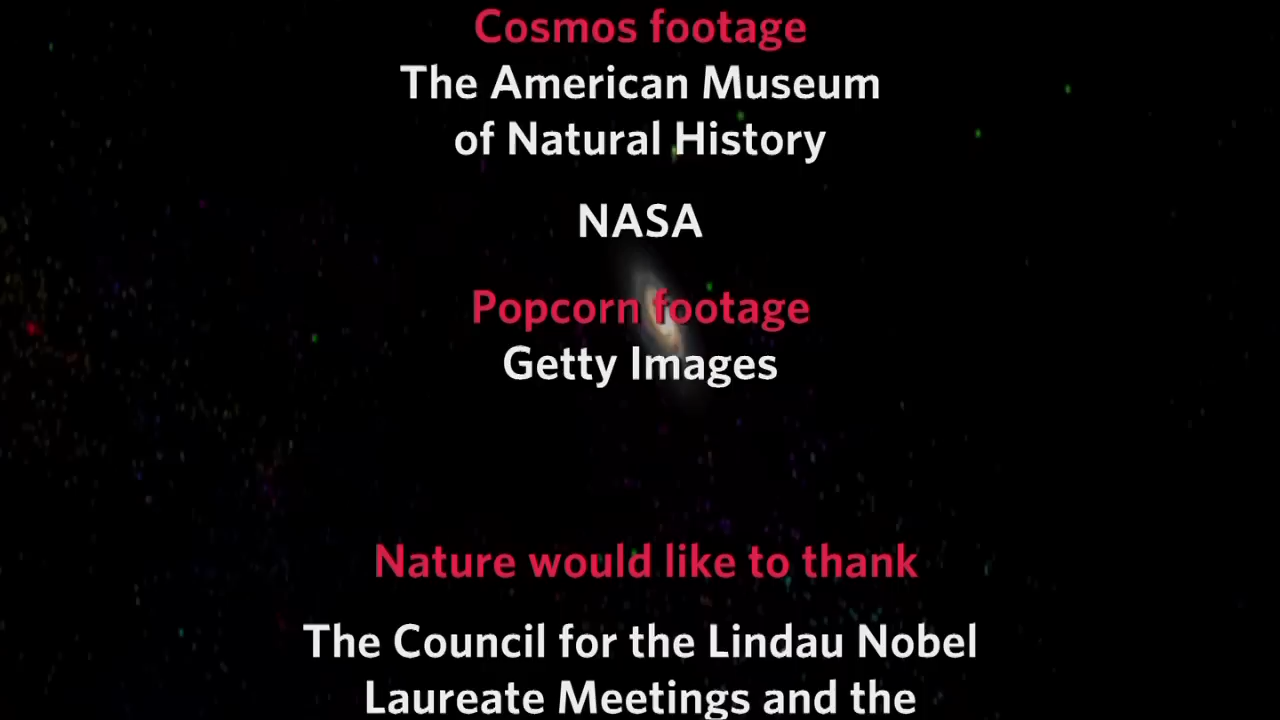 Cosmos footage
The American Museum
of Natural History
NASA
Popcorn footage
Getty Images
Nature would like to thank
The Council for the Lindau Nobel
Laureate Meetings and the